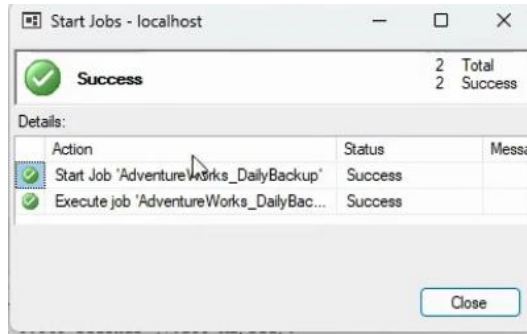 Start Jobs - localhost
Success
2 Total
2 Success
Details:
Action Status Messa
Start Job 'AdventureWorks_DailyBackup' Success
Execute job 'AdventureWorks_DailyBac... Success
Close